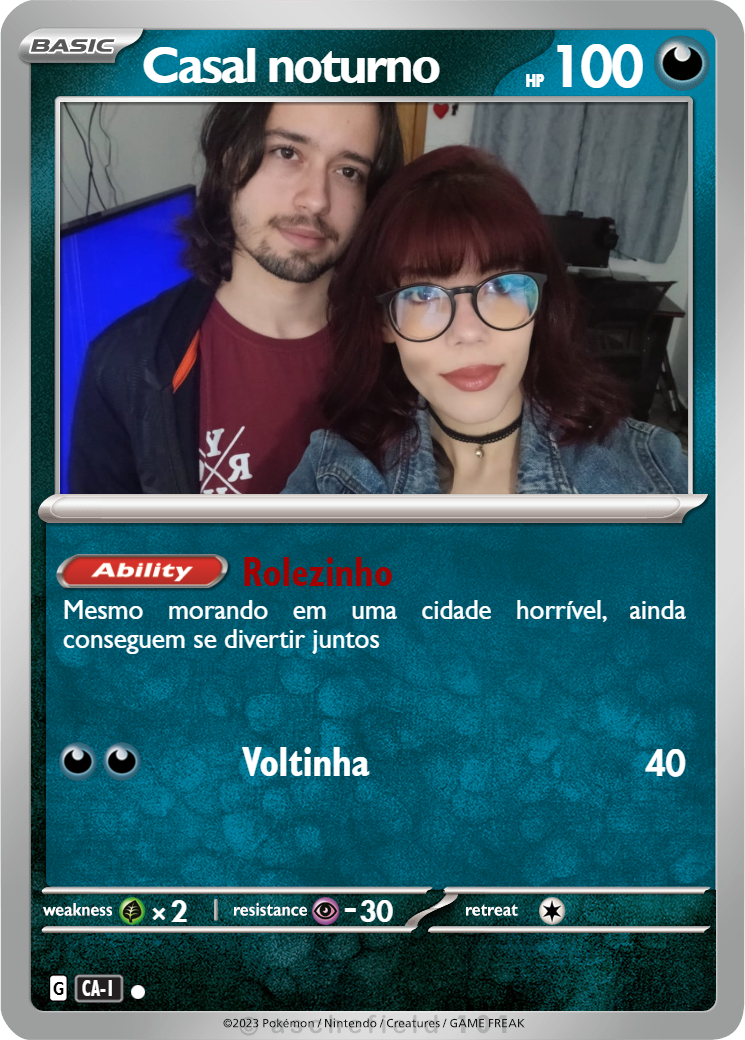 BASIC
Casal noturno
HP 100
Ability Rolezinho
Mesmo morando em uma cidade horrível, ainda
conseguem se divertir juntos
Voltinha 40
weakness × 2 | resistance -30 retreat
G CA-I
©2023 Pokémon / Nintendo / Creatures / GAME FREAK